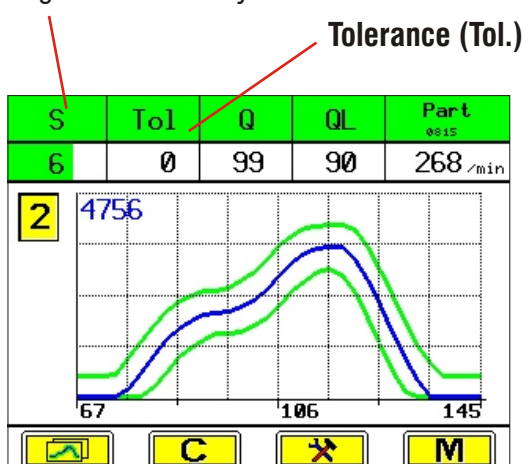 Tolerance (Tol.)
S Tol Q QL Part
0815
6 0 99 90 268 /min
2 4756
67 106 145
C M